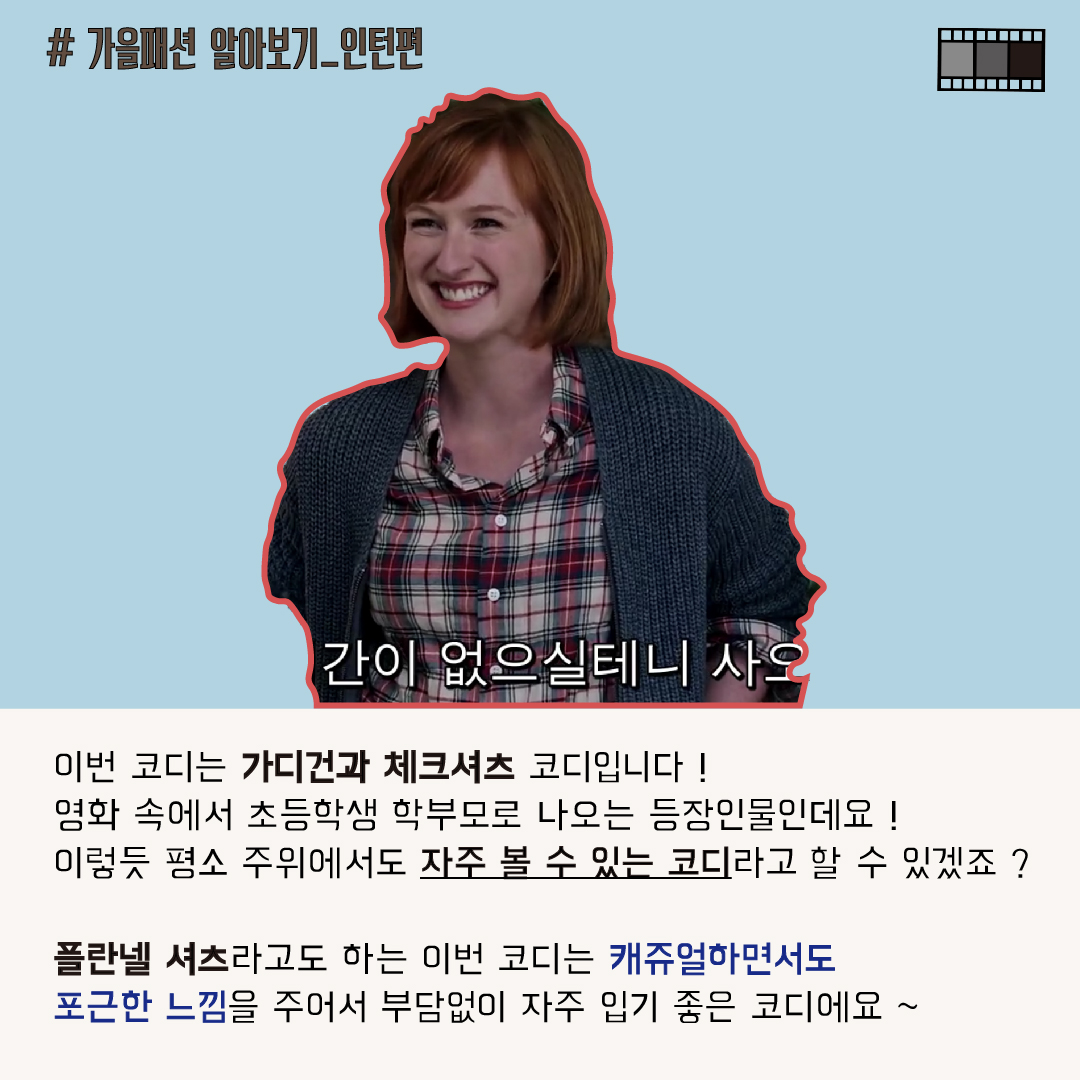 # 가을패션 알아보기_인턴편
간이 없으실테니 사오
이번 코디는 가디건과 체크셔츠 코디입니다 !
영화 속에서 초등학생 학부모로 나오는 등장인물인데요 !
이렇듯 평소 주위에서도 자주 볼 수 있는 코디라고 할 수 있겠죠 ?
플란넬 셔츠라고도 하는 이번 코디는 캐쥬얼하면서도
포근한 느낌을 주어서 부담없이 자주 입기 좋은 코디에요 ~